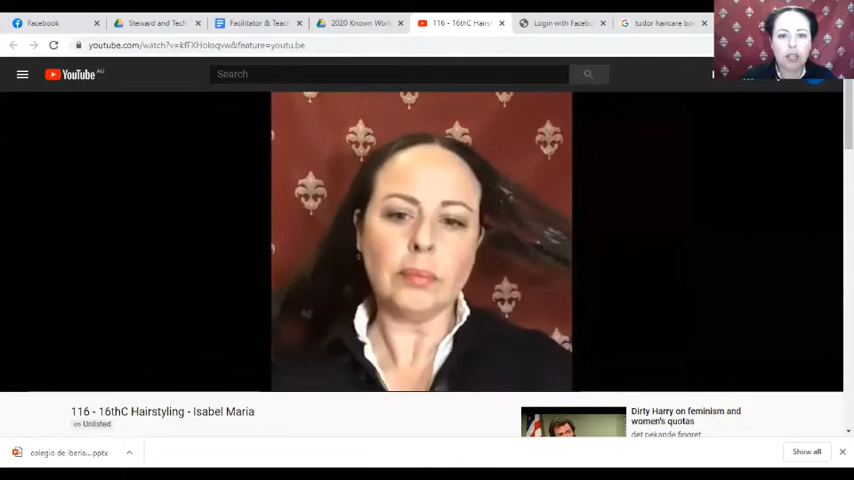 Facebook
Steward and Tech
Facilitator & Teac
2020 Known Worl
116 - 16thC Hairs
Login with Facebo
tudor haircare boo
youtube.com/watch?v=
&feature=youtu.be
YouTube AU
Search
116 - 16thC Hairstyling - Isabel Maria
Unlisted
Dirty Harry on feminism and
women's quotas
det pekande fingret
colegio de iberia....pptx
Show all